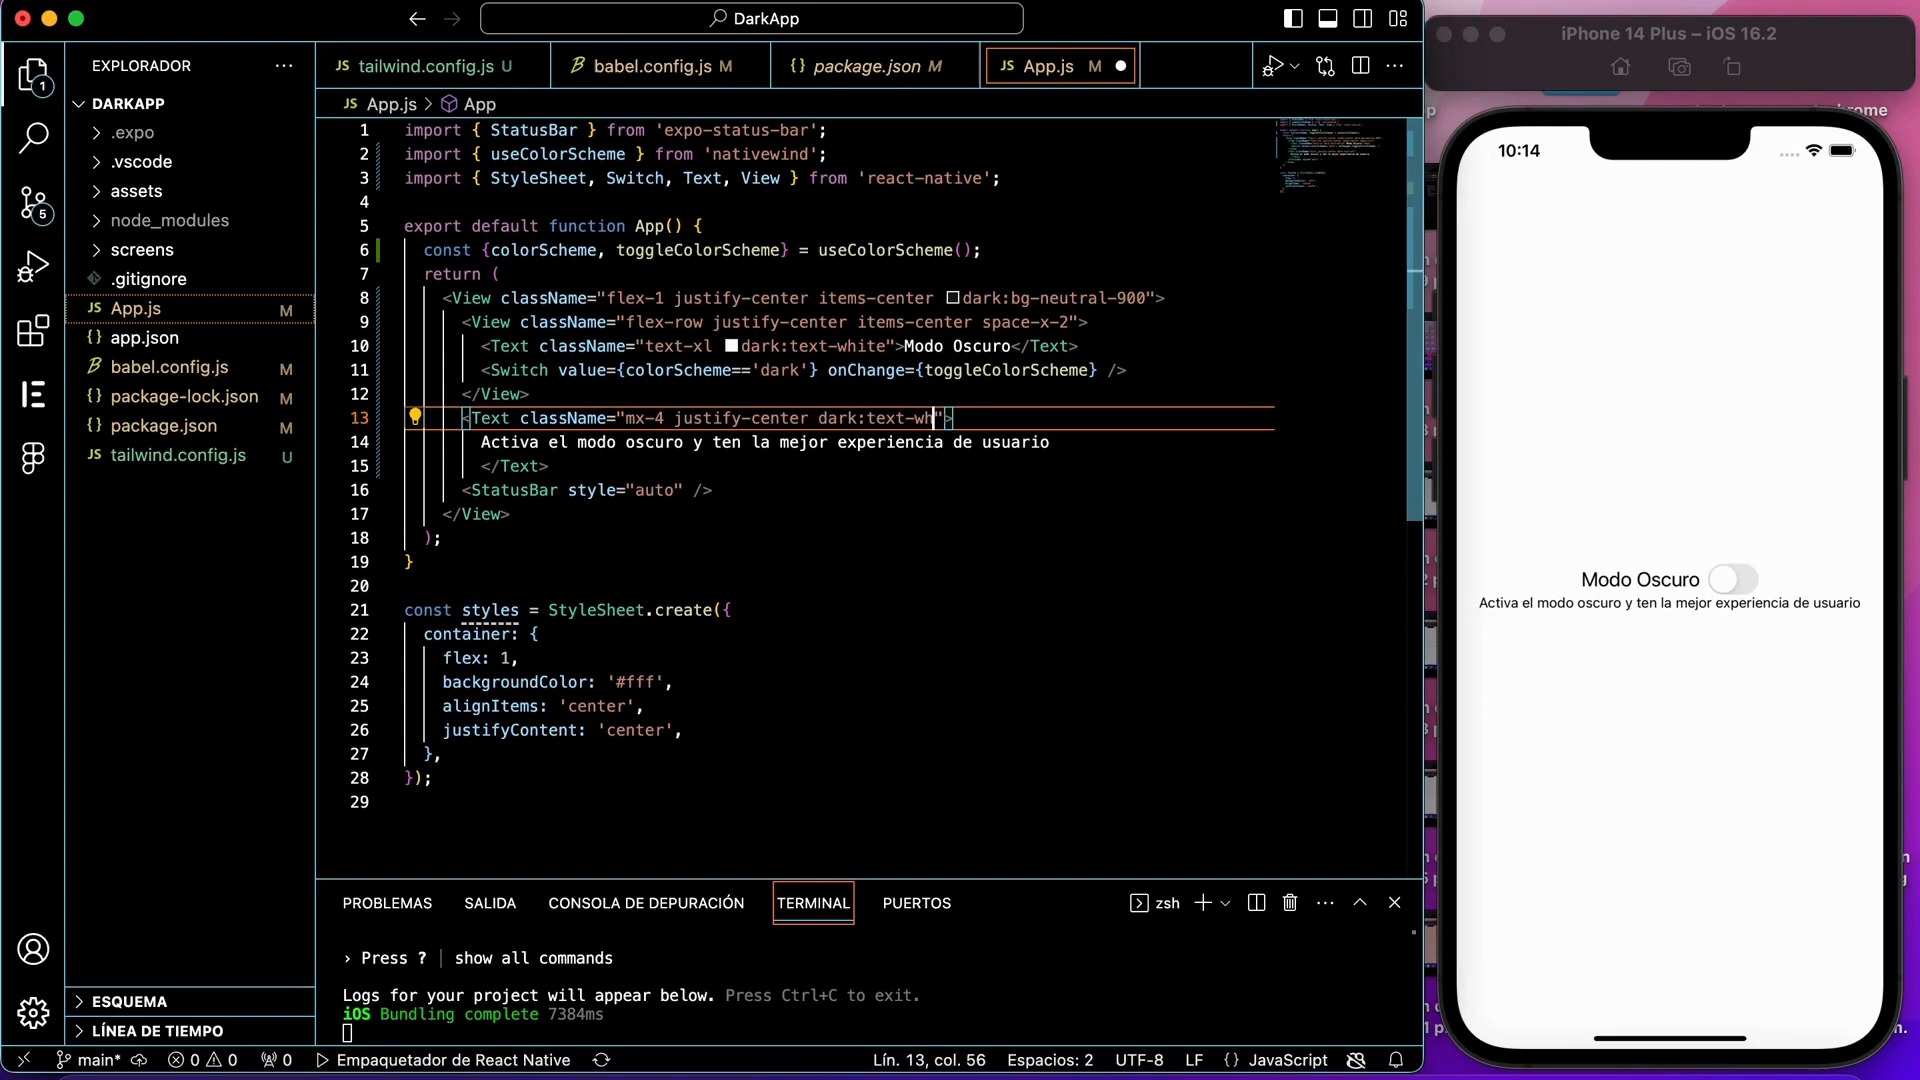 DarkApp
EXPLORADOR
DARKAPP
.expo
.vscode
assets
node_modules
screens
.gitignore
JS App.js M
{} app.json
babel.config.js M
{} package-lock.json M
{} package.json M
JS tailwind.config.js U
ESQUEMA
LÍNEA DE TIEMPO
1
5
JS tailwind.config.js U
babel.config.js M
{} package.json M
JS App.js M
JS App.js > App
1 import { StatusBar } from 'expo-status-bar';
2 import { useColorScheme } from 'nativewind';
3 import { StyleSheet, Switch, Text, View } from 'react-native';
4
5 export default function App() {
6 const {colorScheme, toggleColorScheme} = useColorScheme();
7 return (
8 <View className="flex-1 justify-center items-center dark:bg-neutral-900">
9 <View className="flex-row justify-center items-center space-x-2">
10 <Text className="text-xl dark:text-white">Modo Oscuro</Text>
11 <Switch value={colorScheme=='dark'} onChange={toggleColorScheme} />
12 </View>
13 <Text className="mx-4 justify-center dark:text-wh">
14 Activa el modo oscuro y ten la mejor experiencia de usuario
15 </Text>
16 <StatusBar style="auto" />
17 </View>
18 );
19 }
20
21 const styles = StyleSheet.create({
22 container: {
23 flex: 1,
24 backgroundColor: '#fff',
25 alignItems: 'center',
26 justifyContent: 'center',
27 },
28 });
29
PROBLEMAS SALIDA CONSOLA DE DEPURACIÓN TERMINAL PUERTOS
zsh
› Press ? │ show all commands
Logs for your project will appear below. Press Ctrl+C to exit.
iOS Bundling complete 7384ms
main* 0 0 0 Empaquetador de React Native Lín. 13, col. 56 Espacios: 2 UTF-8 LF {} JavaScript
iPhone 14 Plus – iOS 16.2
10:14
Modo Oscuro
Activa el modo oscuro y ten la mejor experiencia de usuario